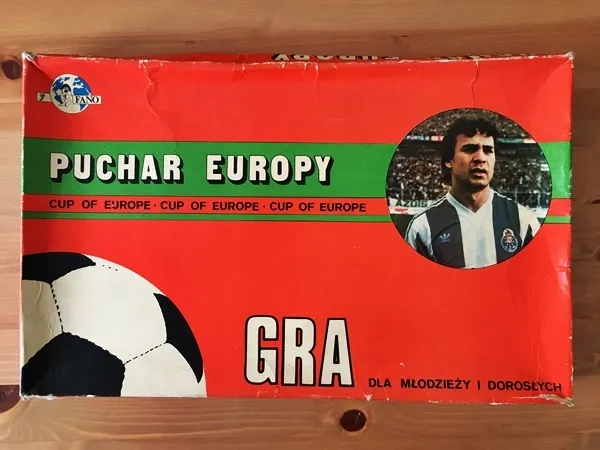 FANO
PUCHAR EUROPY
CUP OF EUROPE · CUP OF EUROPE · CUP OF EUROPE
GRA
DLA MŁODZIEŻY I DOROSŁYCH